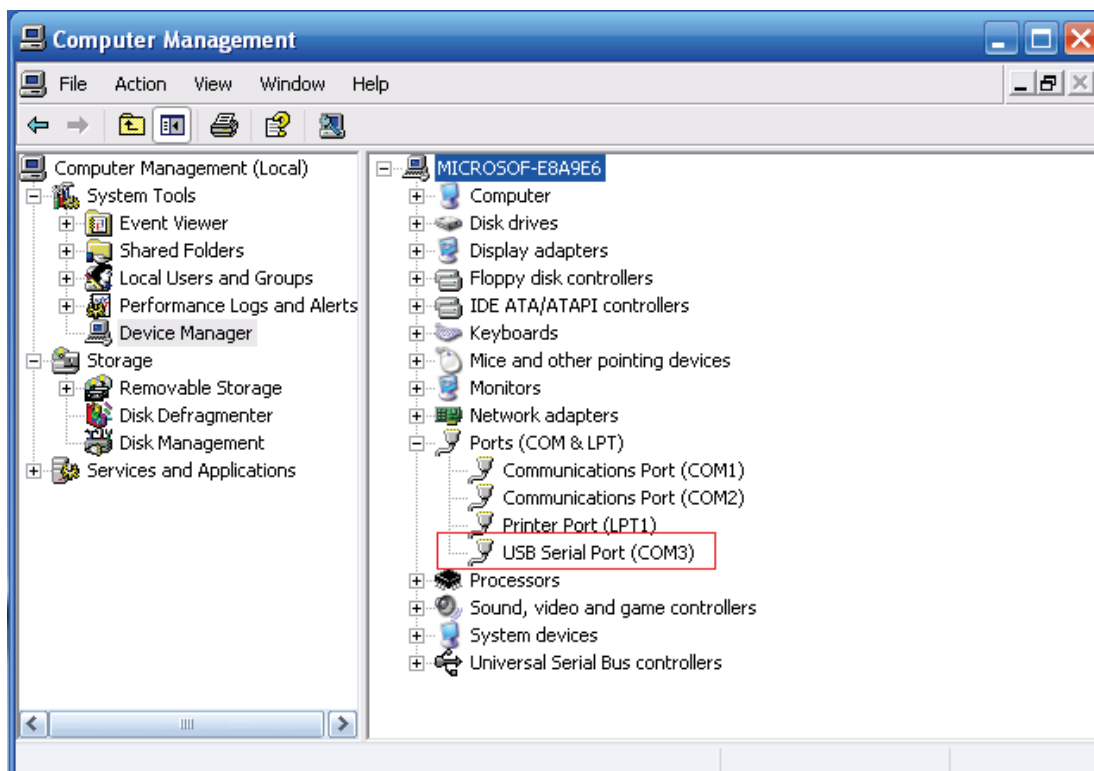 Computer Management
File Action View Window Help
Computer Management (Local)
System Tools
Event Viewer
Shared Folders
Local Users and Groups
Performance Logs and Alerts
Device Manager
Storage
Removable Storage
Disk Defragmenter
Disk Management
Services and Applications
MICROSOF-E8A9E6
Computer
Disk drives
Display adapters
Floppy disk controllers
IDE ATA/ATAPI controllers
Keyboards
Mice and other pointing devices
Monitors
Network adapters
Ports (COM & LPT)
Communications Port (COM1)
Communications Port (COM2)
Printer Port (LPT1)
USB Serial Port (COM3)
Processors
Sound, video and game controllers
System devices
Universal Serial Bus controllers